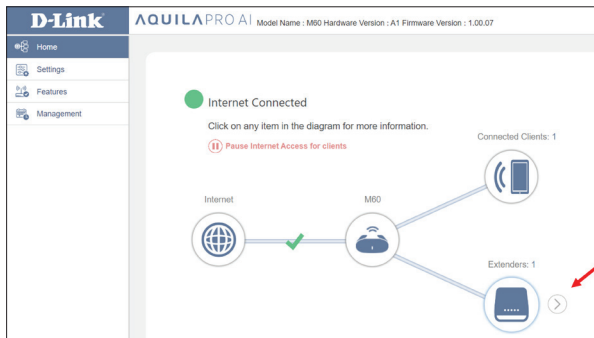 D-Link
AQUILA PRO AI Model Name : M60 Hardware Version : A1 Firmware Version : 1.00.07
Home
Settings
Features
Management
Internet Connected
Click on any item in the diagram for more information.
Pause Internet Access for clients
Connected Clients: 1
Internet
M60
Extenders: 1